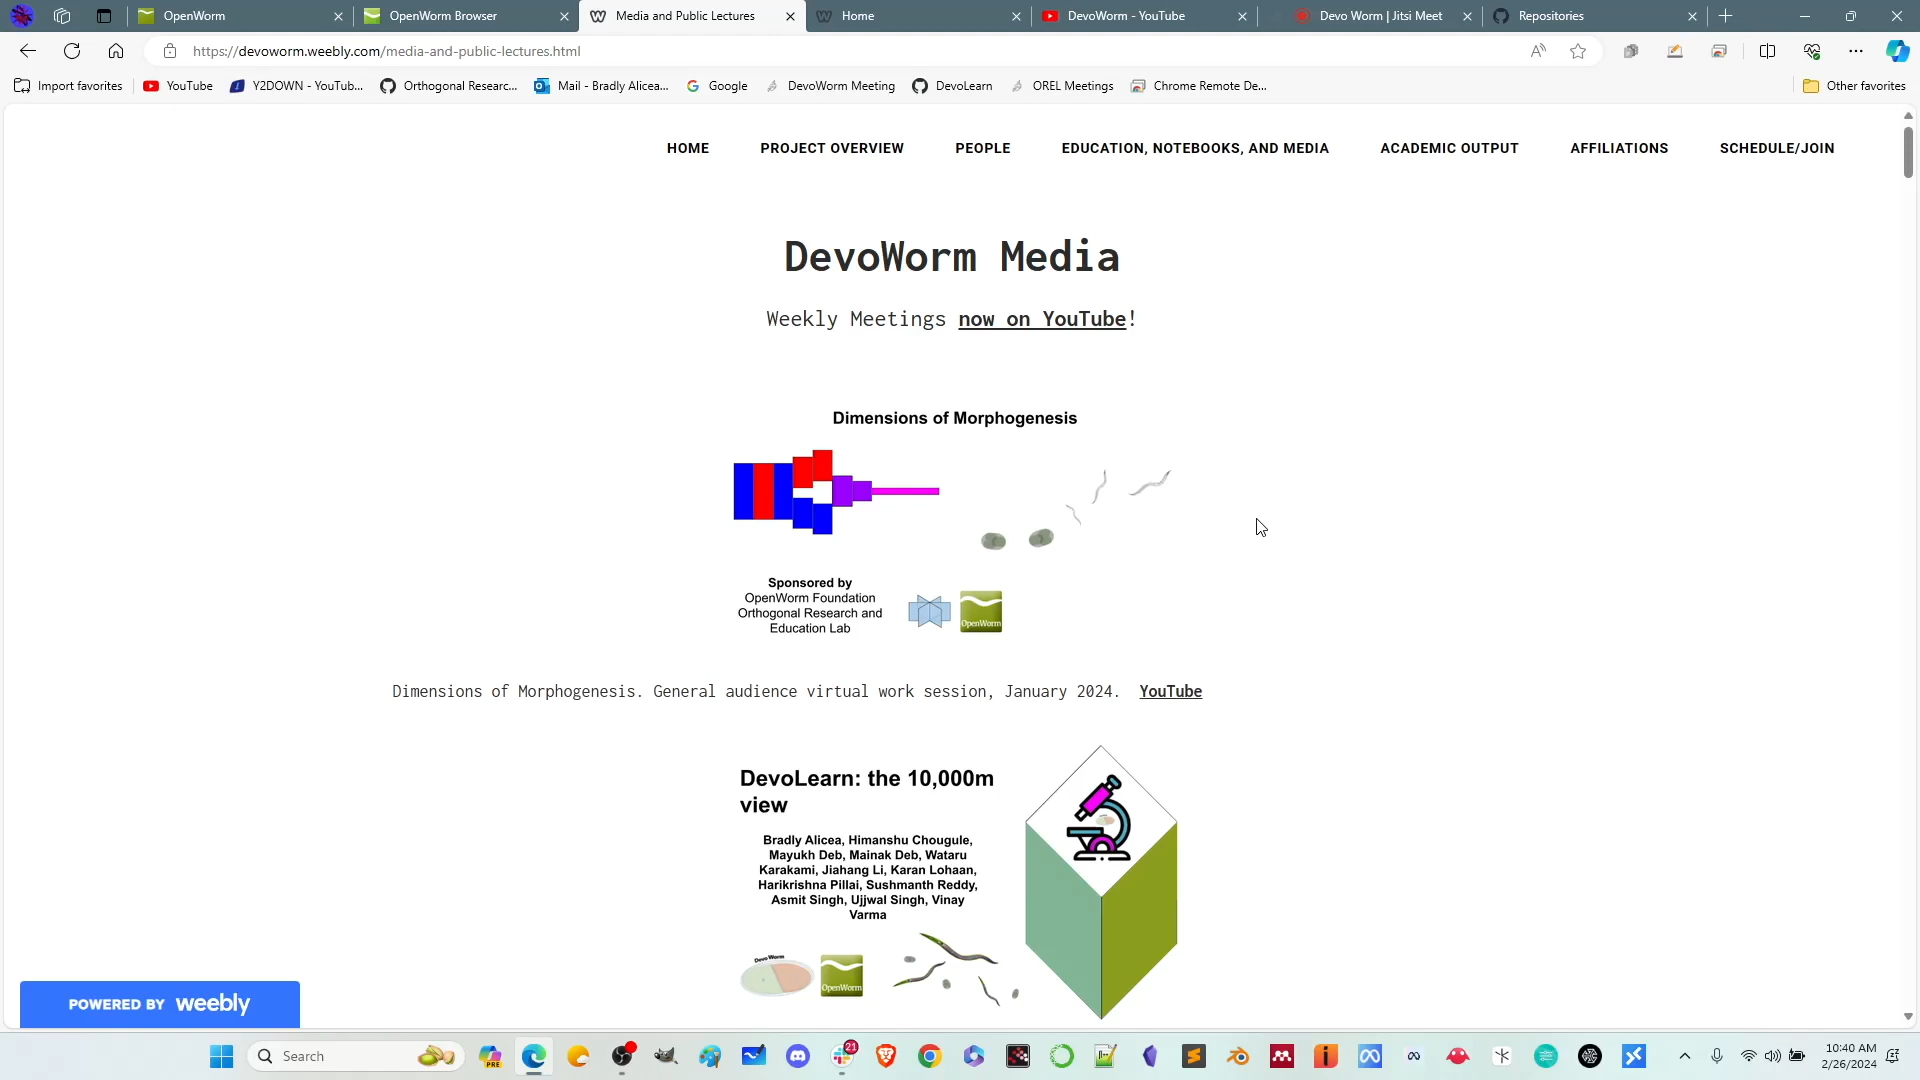 OpenWorm
OpenWorm Browser
Media and Public Lectures
Home
DevoWorm - YouTube
Devo Worm | Jitsi Meet
Repositories
https://devoworm.weebly.com/media-and-public-lectures.html
Import favorites
YouTube
Y2DOWN - YouTub...
Orthogonal Researc...
Mail - Bradly Alicea...
Google
DevoWorm Meeting
DevoLearn
OREL Meetings
Chrome Remote De...
Other favorites
HOME
PROJECT OVERVIEW
PEOPLE
EDUCATION, NOTEBOOKS, AND MEDIA
ACADEMIC OUTPUT
AFFILIATIONS
SCHEDULE/JOIN
DevoWorm Media
Weekly Meetings now on YouTube!
Dimensions of Morphogenesis
Sponsored by
OpenWorm Foundation
Orthogonal Research and
Education Lab
OpenWorm
Dimensions of Morphogenesis. General audience virtual work session, January 2024. YouTube
DevoLearn: the 10,000m
view
Bradly Alicea, Himanshu Chougule,
Mayukh Deb, Mainak Deb, Wataru
Karakami, Jiahang Li, Karan Lohaan,
Harikrishna Pillai, Sushmanth Reddy,
Asmit Singh, Ujjwal Singh, Vinay
Varma
Devo Worm
OpenWorm
POWERED BY weebly
Search
PRE
21
10:40 AM
2/26/2024